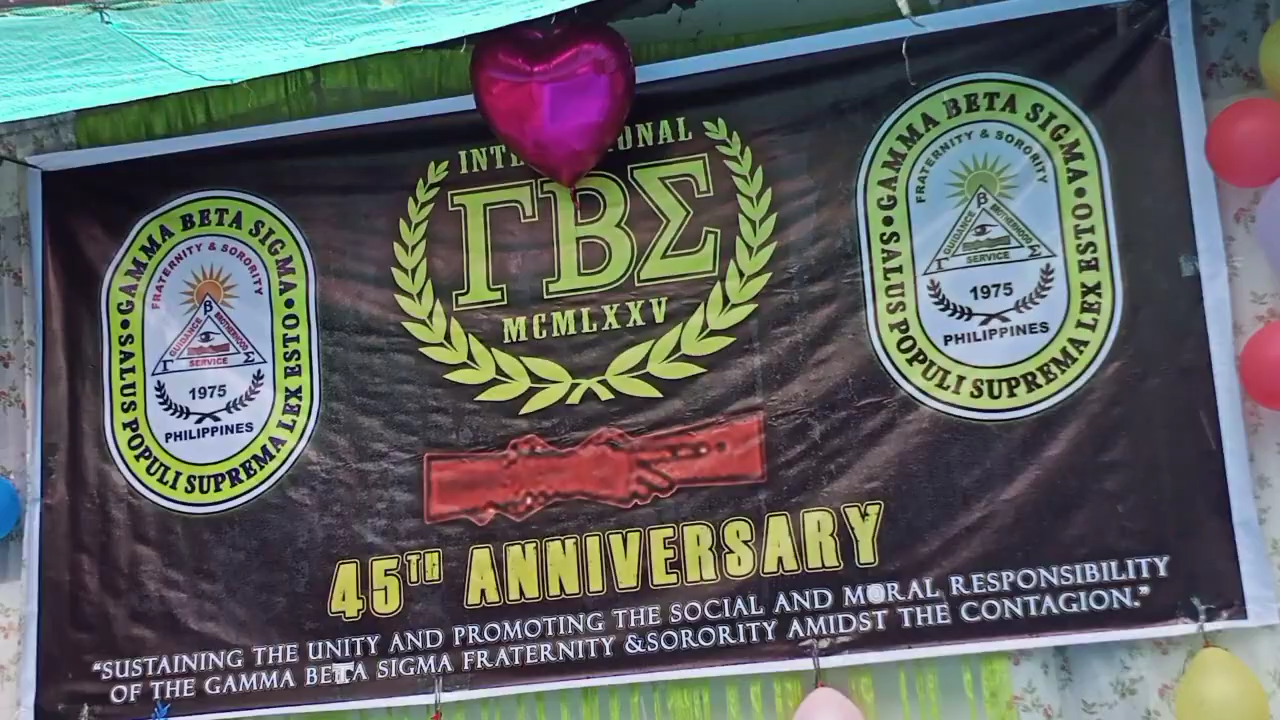 GAMMA BETA SIGMA
SALUS POPULI SUPREMA LEX ESTO
FRATERNITY & SORORITY
Β
GUIDANCE
BROTHERHOOD
Γ
SERVICE
Σ
1975
PHILIPPINES
ΓΒΣ
MCMLXXV
GAMMA BETA SIGMA
SALUS POPULI SUPREMA LEX ESTO
FRATERNITY & SORORITY
Β
GUIDANCE
BROTHERHOOD
Γ
SERVICE
Σ
1975
PHILIPPINES
45TH ANNIVERSARY
"SUSTAINING THE UNITY AND PROMOTING THE SOCIAL AND MORAL RESPONSIBILITY
OF THE GAMMA BETA SIGMA FRATERNITY &SORORITY AMIDST THE CONTAGION."